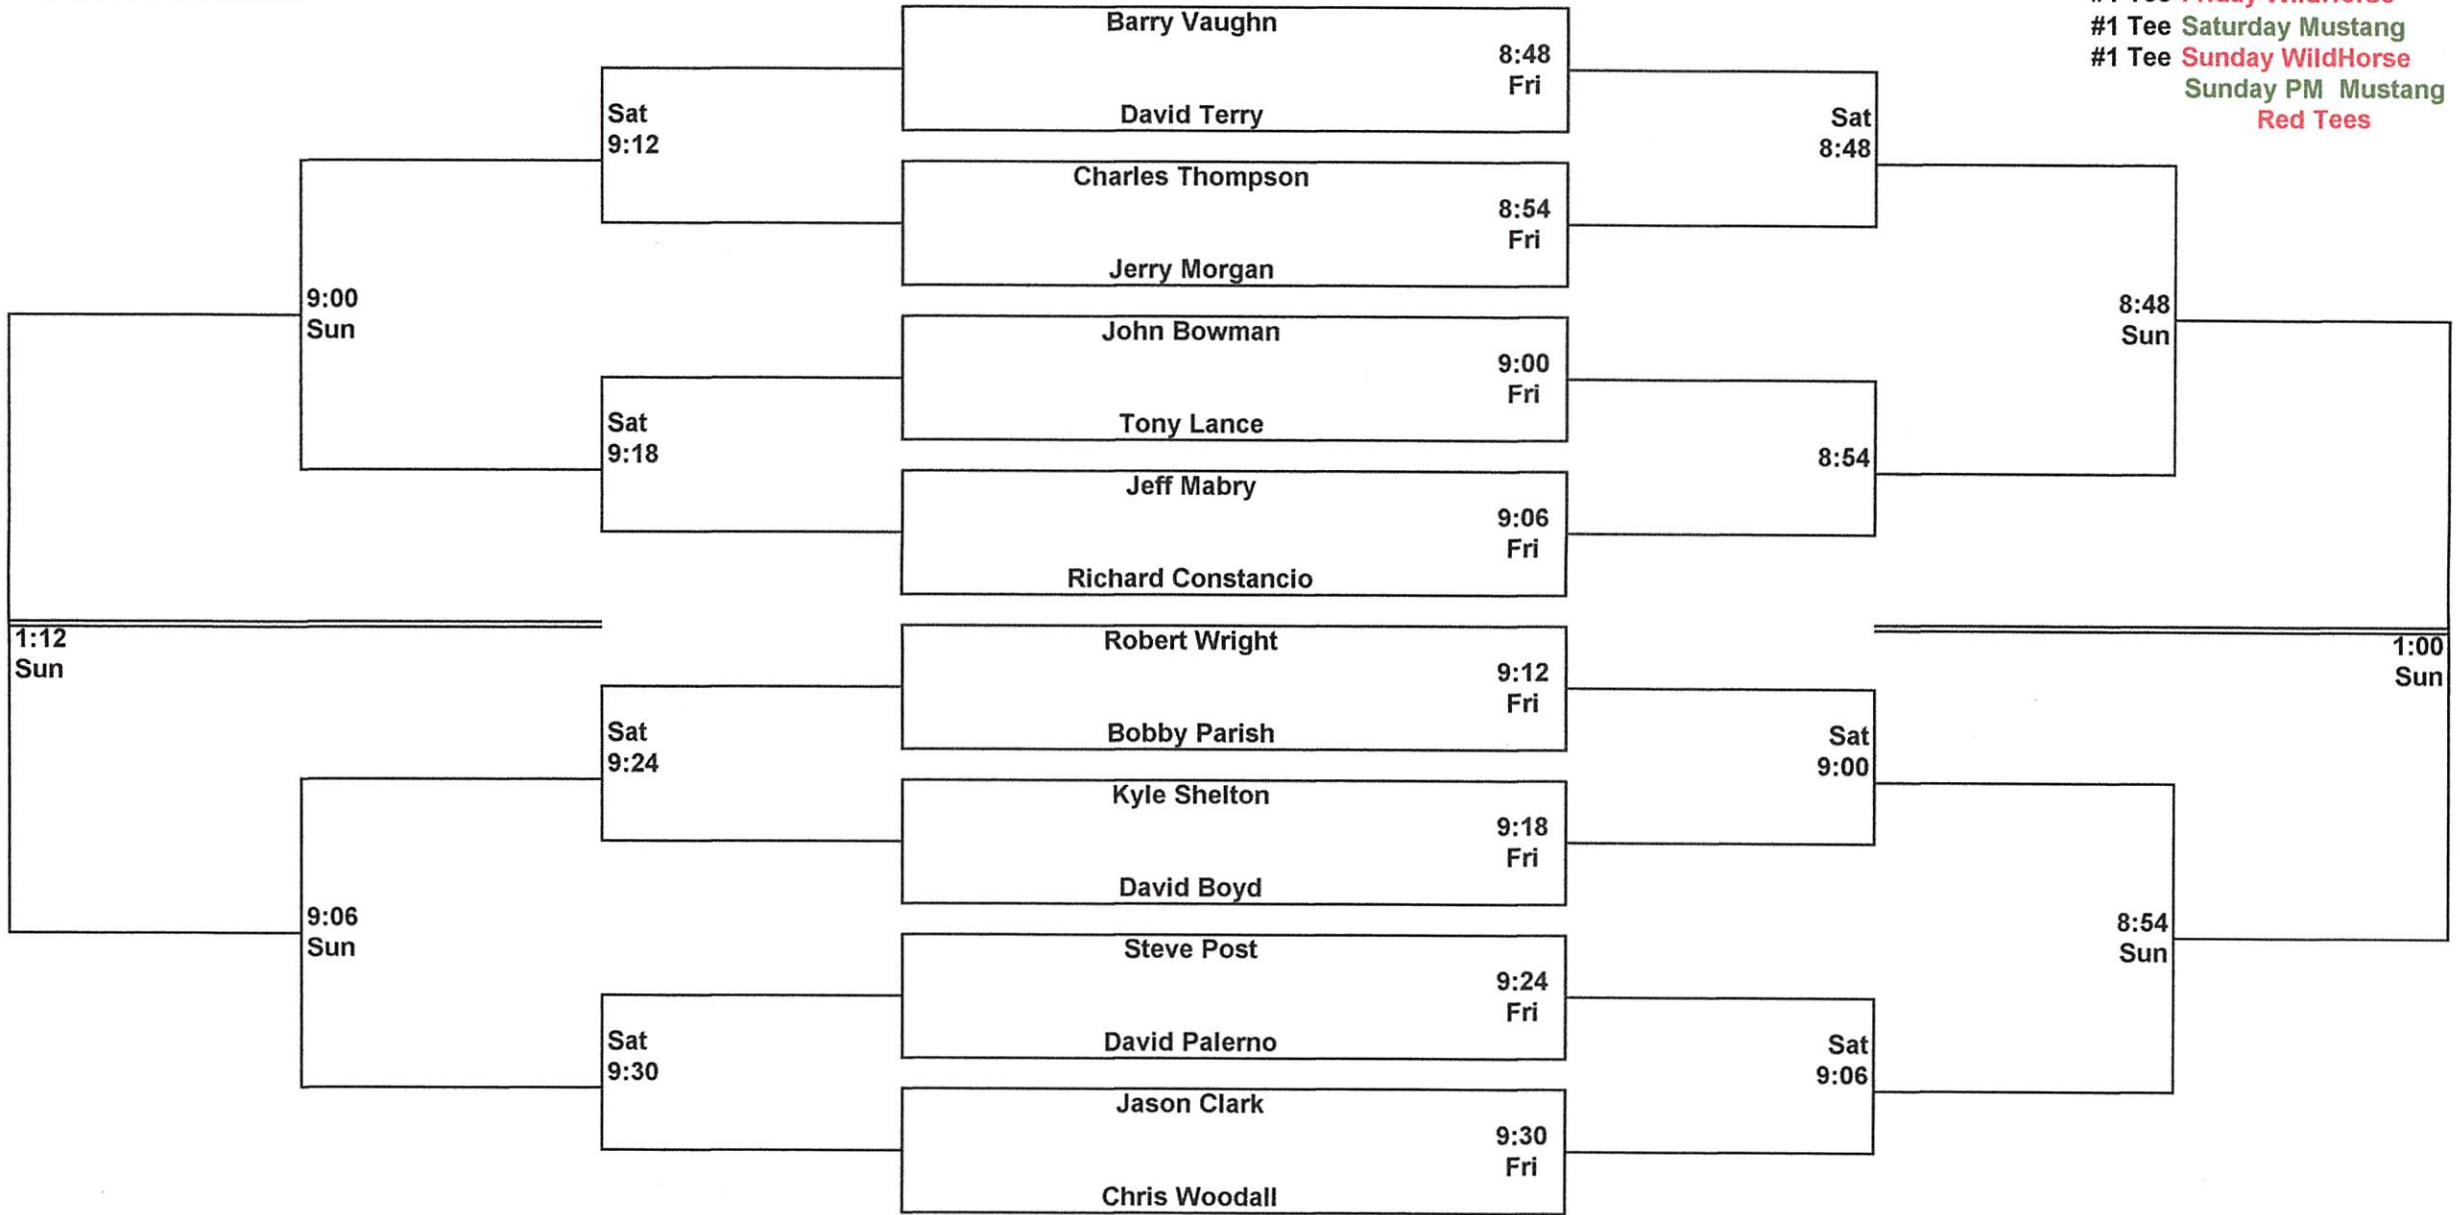 #1 Tee Friday WildHorse
#1 Tee Saturday Mustang
#1 Tee Sunday WildHorse
Sunday PM Mustang
Red Tees
Barry Vaughn
8:48
Fri
David Terry
Sat
9:12
Sat
8:48
Charles Thompson
8:54
Fri
Jerry Morgan
9:00
Sun
8:48
Sun
John Bowman
9:00
Fri
Tony Lance
Sat
9:18
8:54
Jeff Mabry
9:06
Fri
Richard Constancio
1:12
Sun
1:00
Sun
Robert Wright
9:12
Fri
Bobby Parish
Sat
9:24
Sat
9:00
Kyle Shelton
9:18
Fri
David Boyd
9:06
Sun
8:54
Sun
Steve Post
9:24
Fri
David Palerno
Sat
9:30
Sat
9:06
Jason Clark
9:30
Fri
Chris Woodall